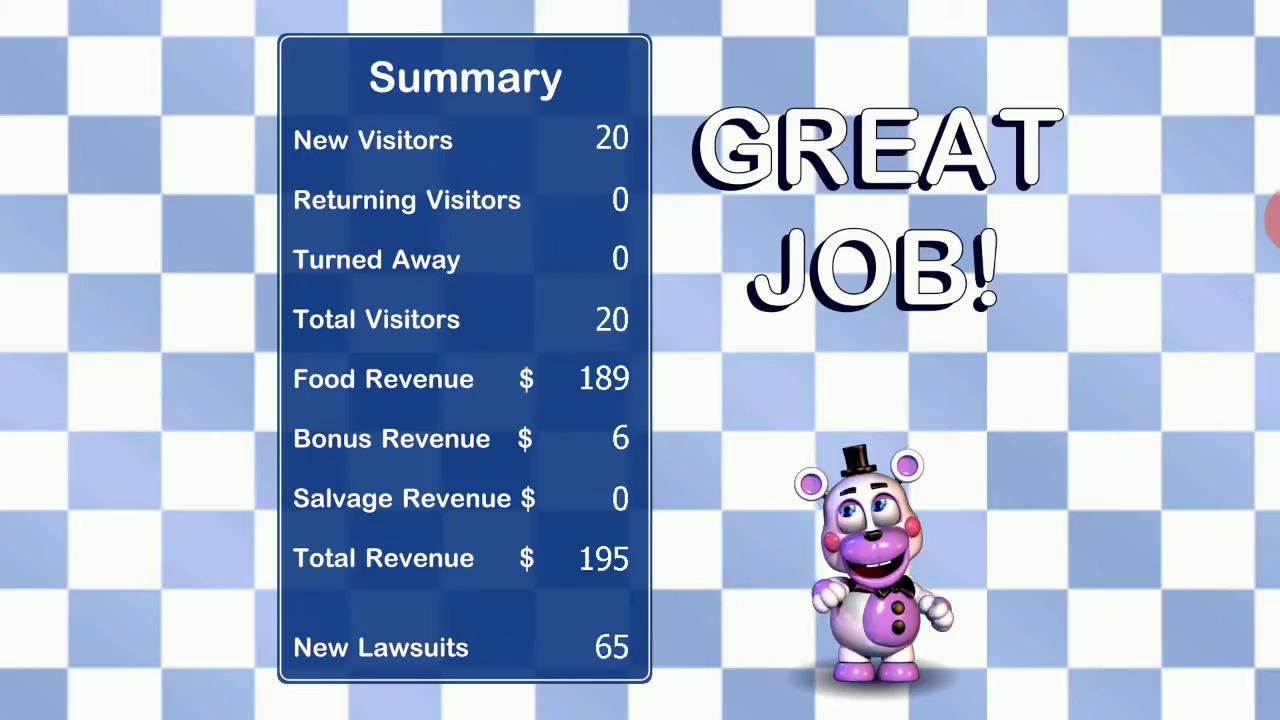 Summary
New Visitors 20
Returning Visitors 0
Turned Away 0
Total Visitors 20
Food Revenue $ 189
Bonus Revenue $ 6
Salvage Revenue $ 0
Total Revenue $ 195
New Lawsuits 65
GREAT
JOB!